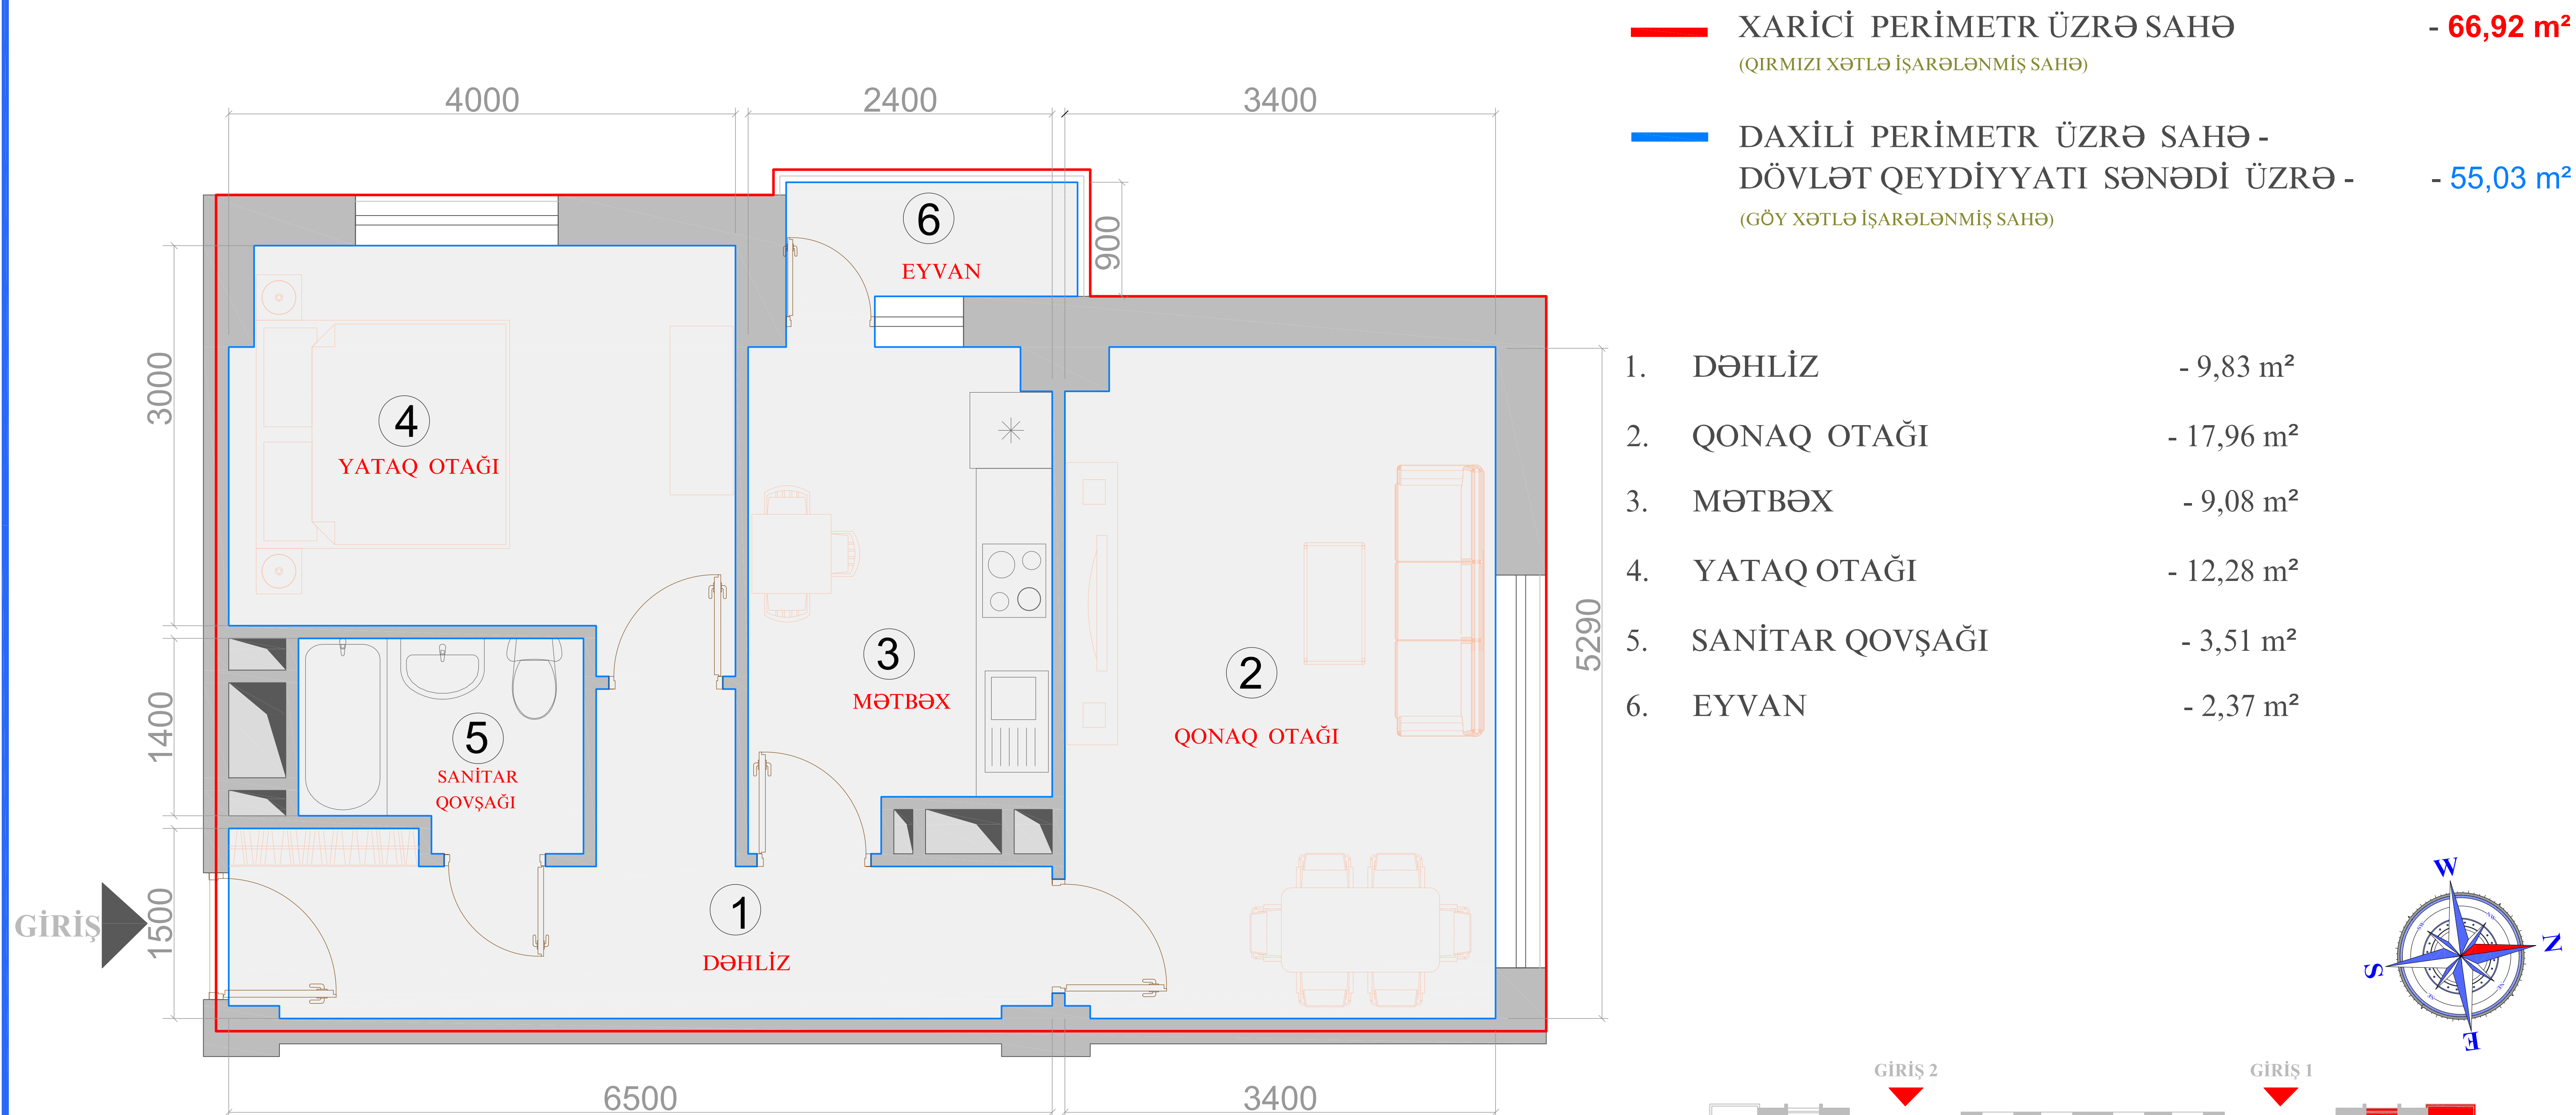 XARİCİ PERİMETR ÜZRƏ SAHƏ - 66,92 m²
(QIRMIZI XƏTLƏ İŞARƏLƏNMİŞ SAHƏ)
DAXİLİ PERİMETR ÜZRƏ SAHƏ -
DÖVLƏT QEYDİYYATI SƏNƏDİ ÜZRƏ - - 55,03 m²
(GÖY XƏTLƏ İŞARƏLƏNMİŞ SAHƏ)
1. DƏHLİZ - 9,83 m²
2. QONAQ OTAĞI - 17,96 m²
3. MƏTBƏX - 9,08 m²
4. YATAQ OTAĞI - 12,28 m²
5. SANİTAR QOVŞAĞI - 3,51 m²
6. EYVAN - 2,37 m²
4000
2400
3400
6
EYVAN
900
3000
4
YATAQ OTAĞI
5290
3
MƏTBƏX
2
QONAQ OTAĞI
1400
5
SANİTAR
QOVŞAĞI
GİRİŞ
1500
1
DƏHLİZ
6500
3400
W
N
S
E
GİRİŞ 2
GİRİŞ 1